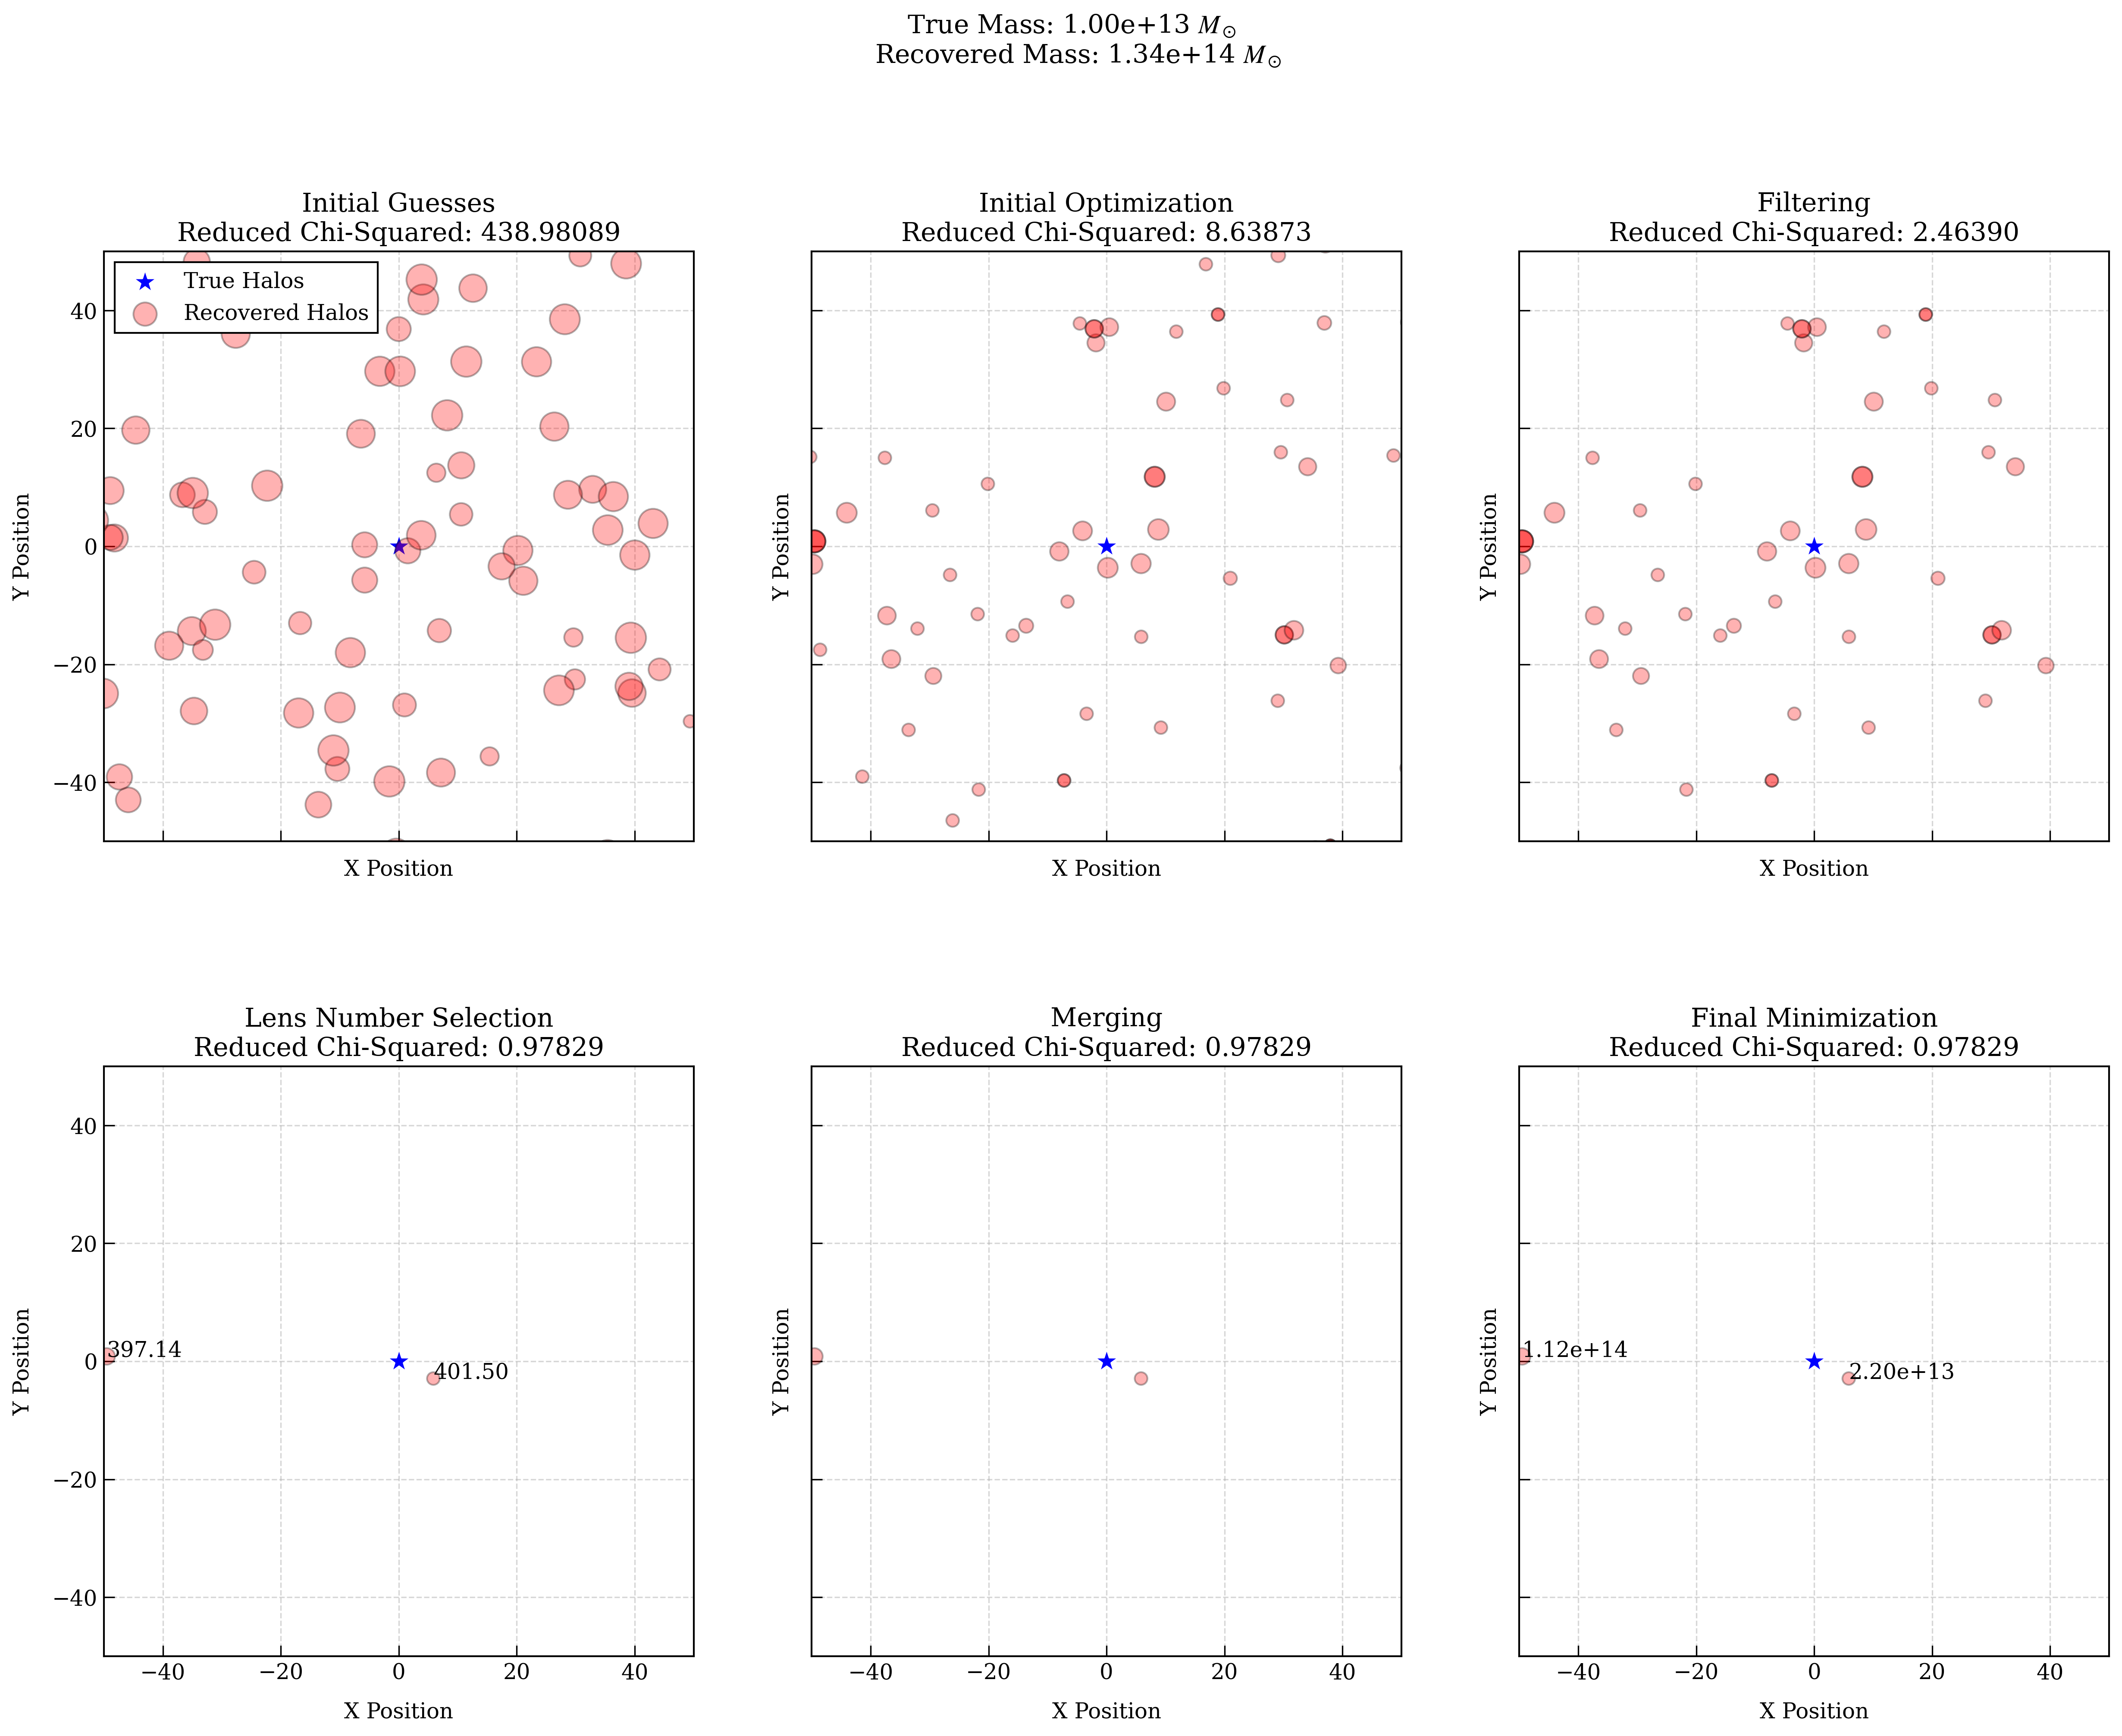 True Mass: 1.00e+13 M⊙
Recovered Mass: 1.34e+14 M⊙
Initial Guesses
Reduced Chi-Squared: 438.98089
True Halos
Recovered Halos
40
20
0
−20
−40
Y Position
X Position
Initial Optimization
Reduced Chi-Squared: 8.63873
Y Position
X Position
Filtering
Reduced Chi-Squared: 2.46390
Y Position
X Position
Lens Number Selection
Reduced Chi-Squared: 0.97829
397.14
401.50
40
20
0
−20
−40
Y Position
−40 −20 0 20 40
X Position
Merging
Reduced Chi-Squared: 0.97829
Y Position
−40 −20 0 20 40
X Position
Final Minimization
Reduced Chi-Squared: 0.97829
1.12e+14
2.20e+13
Y Position
−40 −20 0 20 40
X Position